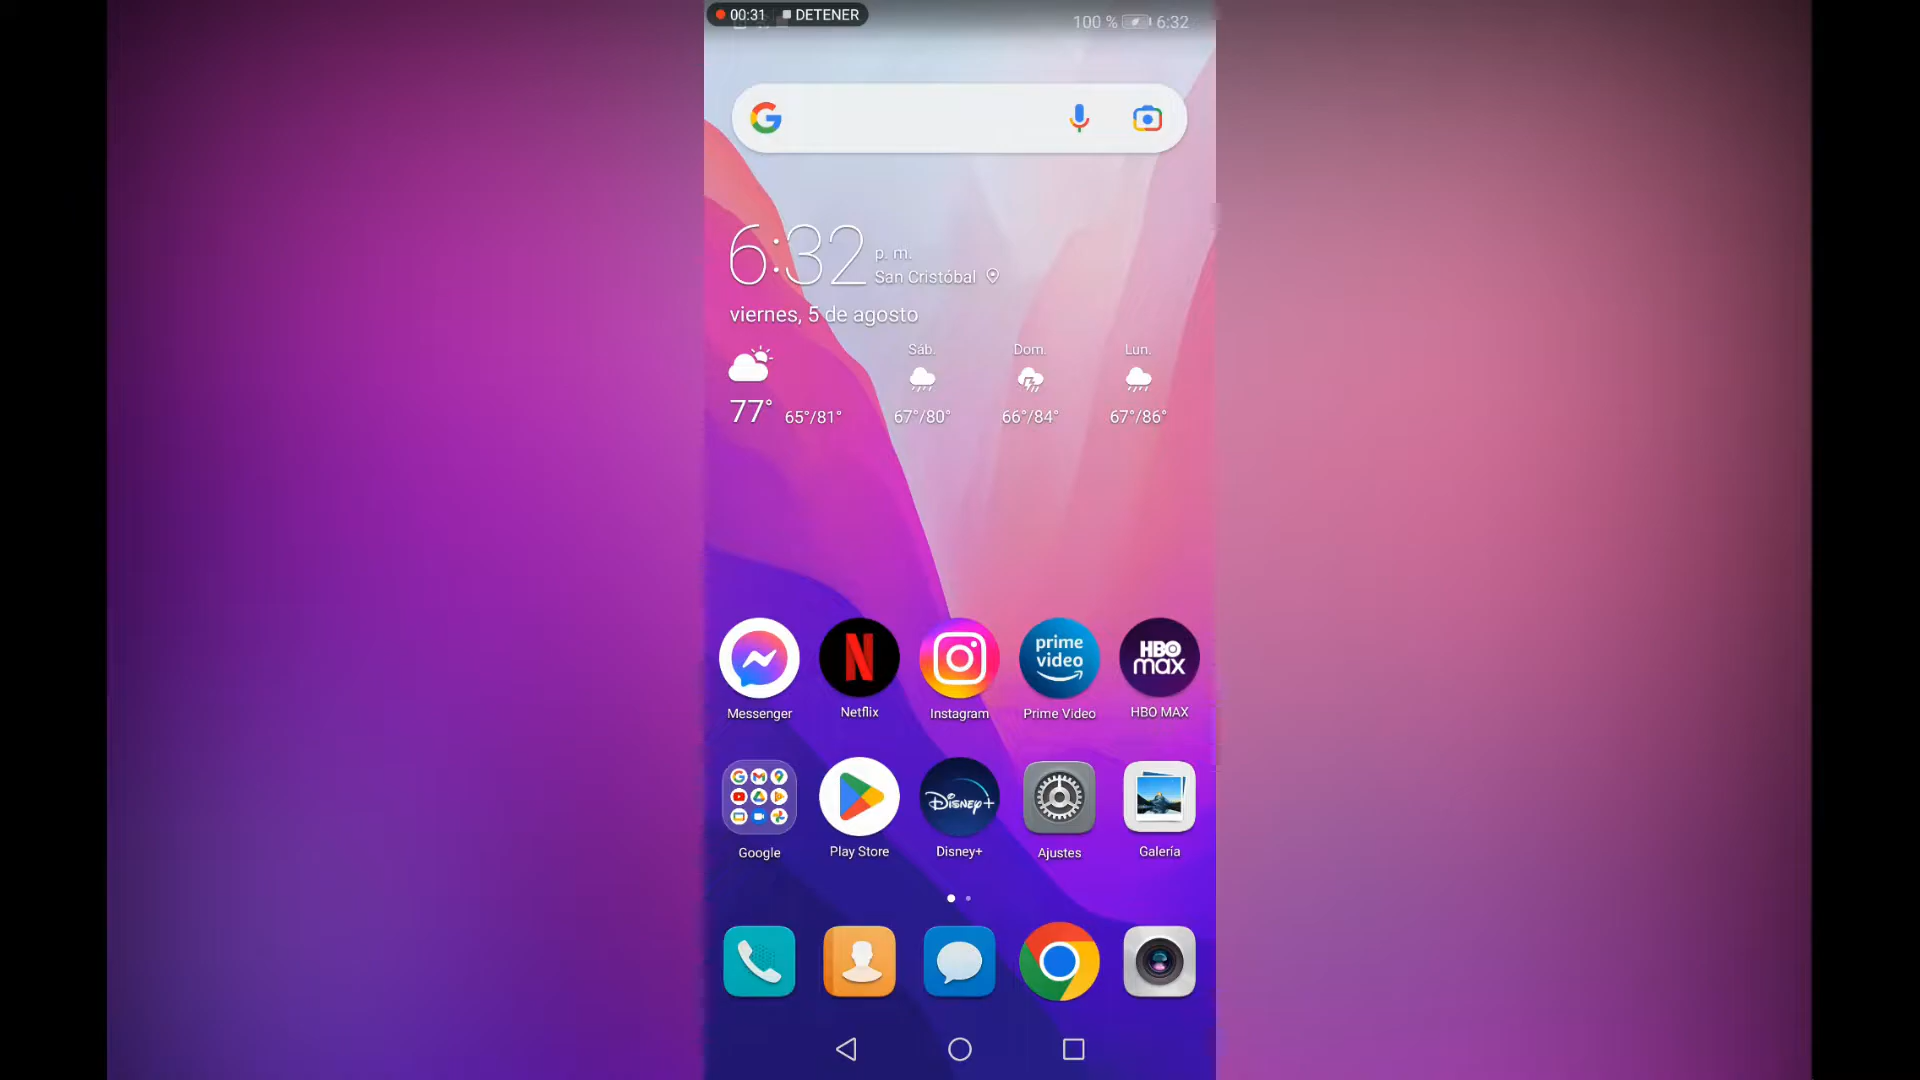 00:31 DETENER
100 % 6:32
6:32 p. m.
San Cristóbal
viernes, 5 de agosto
Sáb. Dom. Lun.
77° 65°/81° 67°/80° 66°/84° 67°/86°
prime video
HBO max
Messenger Netflix Instagram Prime Video HBO MAX
Disney+
Google Play Store Disney+ Ajustes Galería